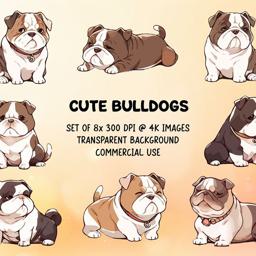 CUTE BULLDOGS
SET OF 8x 300 DPI @ 4K IMAGES
TRANSPARENT BACKGROUND
COMMERCIAL USE